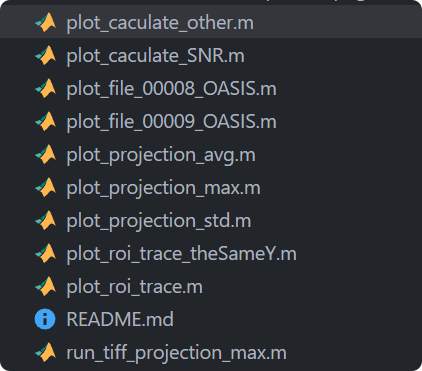 plot_caculate_other.m
plot_caculate_SNR.m
plot_file_00008_OASIS.m
plot_file_00009_OASIS.m
plot_projection_avg.m
plot_projection_max.m
plot_projection_std.m
plot_roi_trace_theSameY.m
plot_roi_trace.m
README.md
run_tiff_projection_max.m